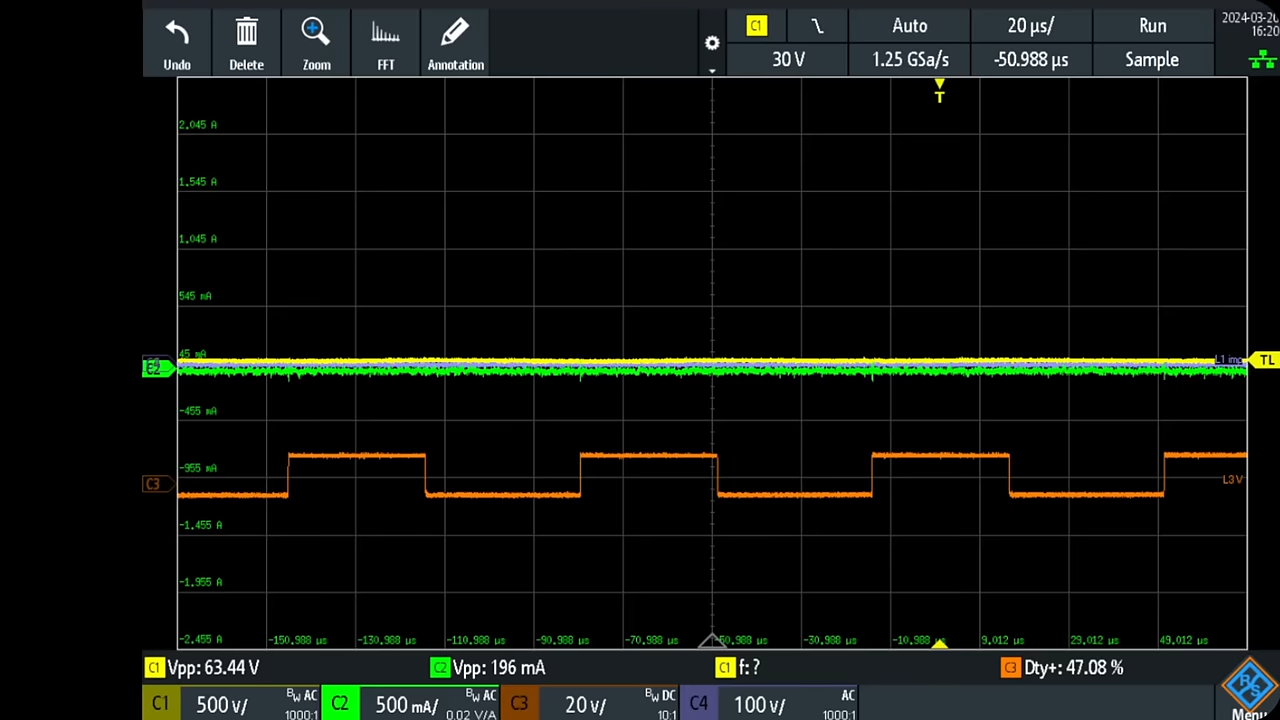 C1 Auto 20 µs/ Run 2024-03-20
16:20
30 V 1.25 GSa/s -50.988 µs Sample
Undo Delete Zoom FFT Annotation
T
2.045 A
1.545 A
1.045 A
545 mA
45 mA
L1 imp
TL
C2
-455 mA
-955 mA
L3 V
C3
-1.455 A
-1.955 A
-2.455 A -150.988 µs -130.988 µs -110.988 µs -90.988 µs -70.988 µs -50.988 µs -30.988 µs -10.988 µs 9,012 µs 29,012 µs 49,012 µs
C1 Vpp: 63.44 V C2 Vpp: 196 mA C1 f: ? C3 Dty+: 47.08 %
R&S
C1 500 V/ BW AC 1000:1 C2 500 mA/ BW AC 0.02 V/A C3 20 V/ BW DC 10:1 C4 100 V/ AC 1000:1 Menu